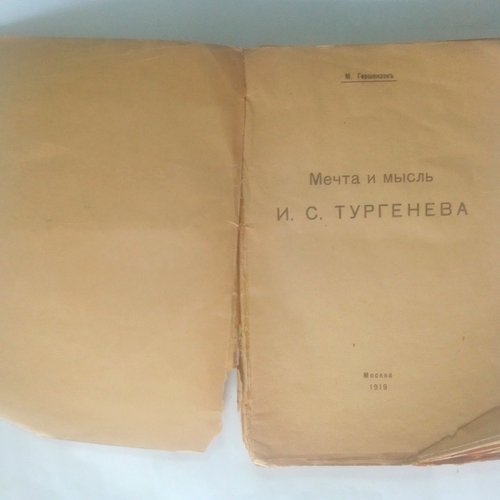 М. Гершензонъ
Мечта и мысль
И. С. ТУРГЕНЕВА
Москва
1919